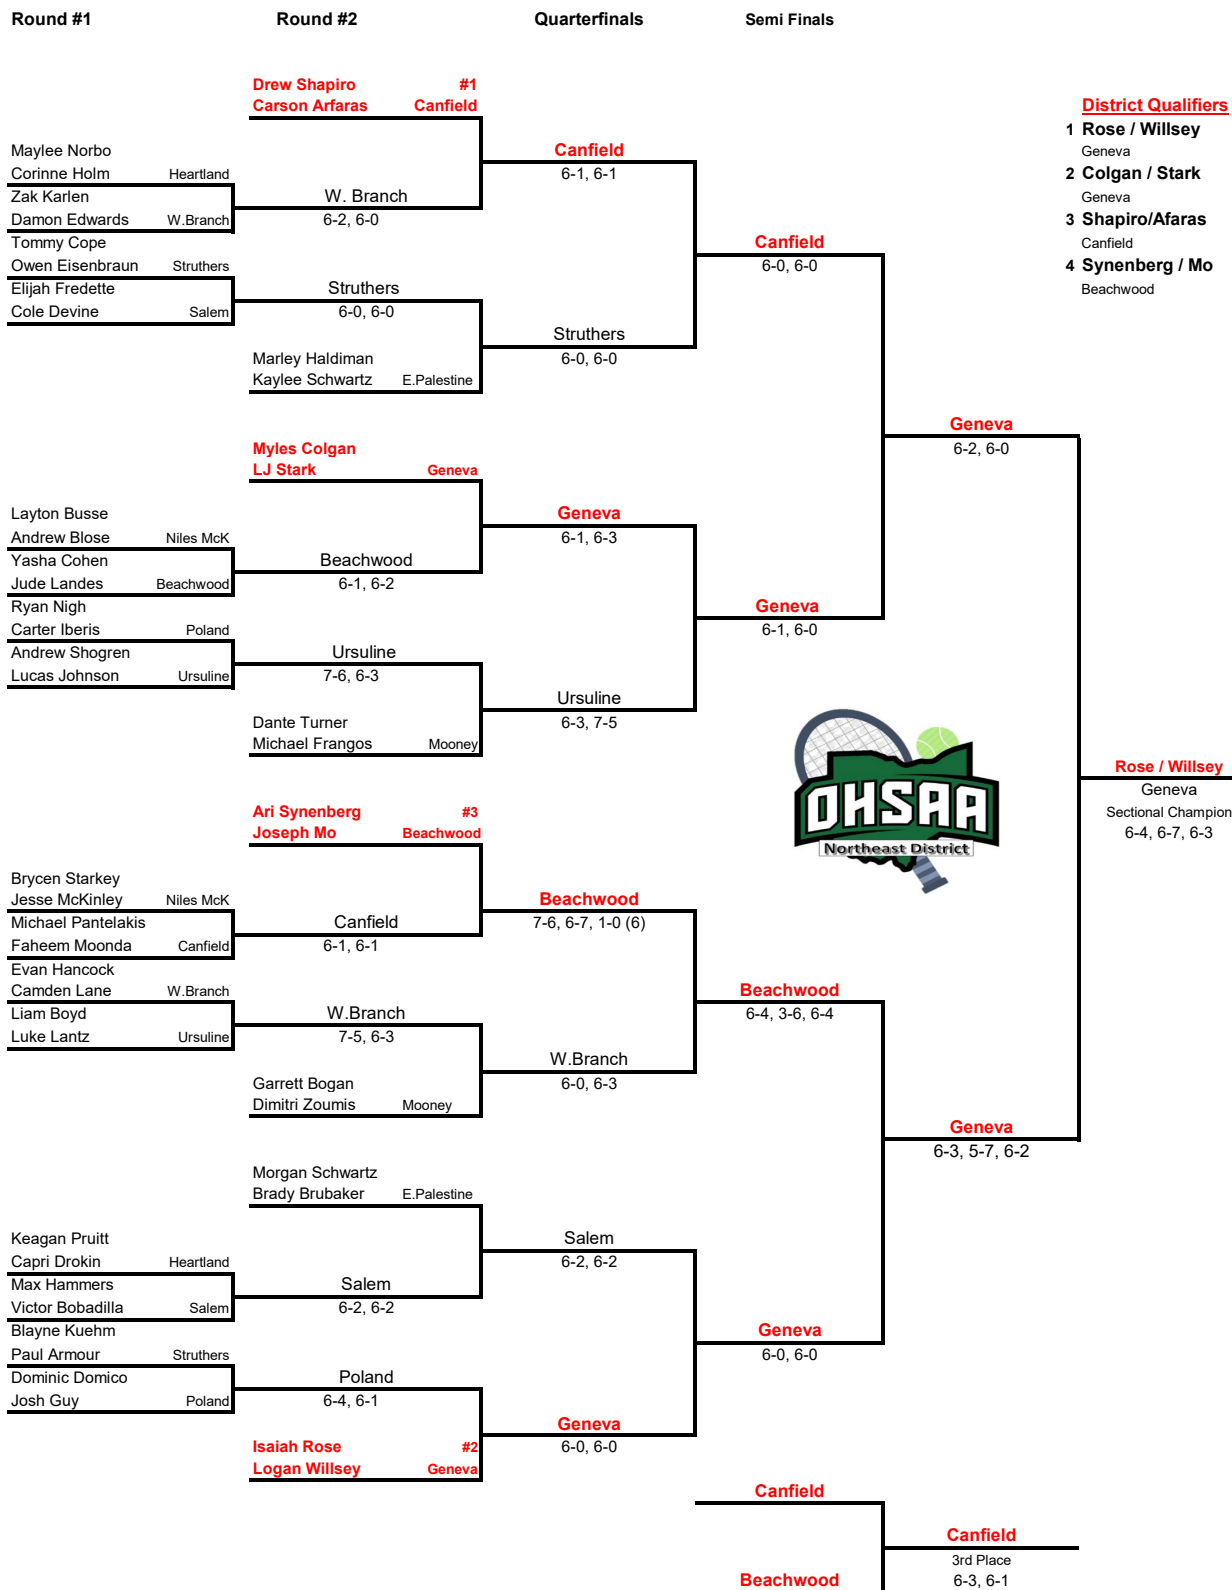 Round #1 Round #2 Quarterfinals Semi Finals
Drew Shapiro #1
Carson Arfaras Canfield
District Qualifiers
1 Rose / Willsey
Geneva
2 Colgan / Stark
Geneva
3 Shapiro/Afaras
Canfield
4 Synenberg / Mo
Beachwood
Maylee Norbo
Corinne Holm Heartland
Zak Karlen
Damon Edwards W.Branch
Tommy Cope
Owen Eisenbraun Struthers
Elijah Fredette
Cole Devine Salem
W. Branch
6-2, 6-0
Struthers
6-0, 6-0
Marley Haldiman
Kaylee Schwartz E.Palestine
Canfield
6-1, 6-1
Struthers
6-0, 6-0
Canfield
6-0, 6-0
Myles Colgan
LJ Stark Geneva
Layton Busse
Andrew Blose Niles McK
Yasha Cohen
Jude Landes Beachwood
Ryan Nigh
Carter Iberis Poland
Andrew Shogren
Lucas Johnson Ursuline
Beachwood
6-1, 6-2
Ursuline
7-6, 6-3
Dante Turner
Michael Frangos Mooney
Geneva
6-1, 6-3
Ursuline
6-3, 7-5
Geneva
6-1, 6-0
Geneva
6-2, 6-0
OHSAA
Northeast District
Rose / Willsey
Geneva
Sectional Champion
6-4, 6-7, 6-3
Ari Synenberg #3
Joseph Mo Beachwood
Brycen Starkey
Jesse McKinley Niles McK
Michael Pantelakis
Faheem Moonda Canfield
Evan Hancock
Camden Lane W.Branch
Liam Boyd
Luke Lantz Ursuline
Canfield
6-1, 6-1
W.Branch
7-5, 6-3
Garrett Bogan
Dimitri Zoumis Mooney
Beachwood
7-6, 6-7, 1-0 (6)
W.Branch
6-0, 6-3
Beachwood
6-4, 3-6, 6-4
Geneva
6-3, 5-7, 6-2
Morgan Schwartz
Brady Brubaker E.Palestine
Keagan Pruitt
Capri Drokin Heartland
Max Hammers
Victor Bobadilla Salem
Blayne Kuehm
Paul Armour Struthers
Dominic Domico
Josh Guy Poland
Salem
6-2, 6-2
Poland
6-4, 6-1
Isaiah Rose #2
Logan Willsey Geneva
Salem
6-2, 6-2
Geneva
6-0, 6-0
Geneva
6-0, 6-0
Canfield
Beachwood
Canfield
3rd Place
6-3, 6-1